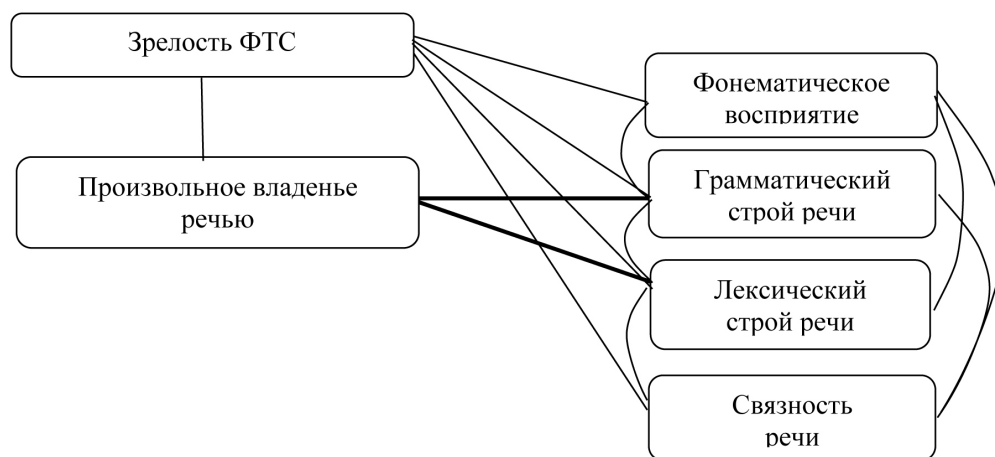 Зрелость ФТС
Произвольное владенье
речью
Фонематическое
восприятие
Грамматический
строй речи
Лексический
строй речи
Связность
речи